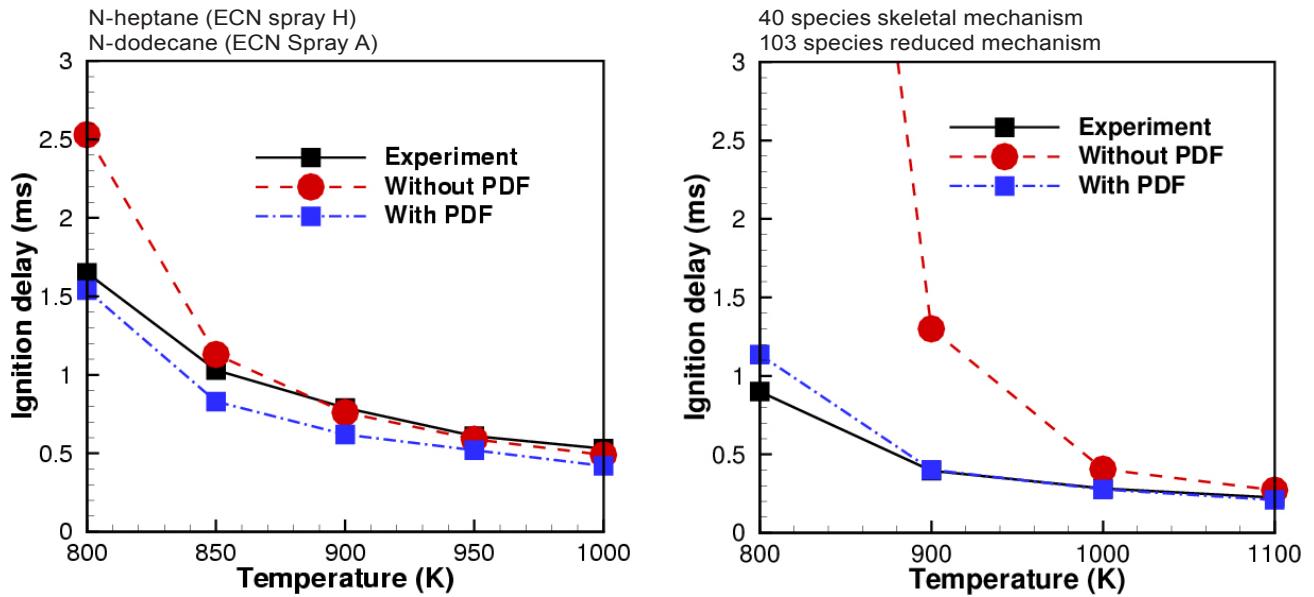 N-heptane (ECN spray H)
N-dodecane (ECN Spray A)
3
2.5
2
1.5
1
0.5
0
800
850
900
950
1000
Ignition delay (ms)
Temperature (K)
Experiment
Without PDF
With PDF
40 species skeletal mechanism
103 species reduced mechanism
3
2.5
2
1.5
1
0.5
0
800
900
1000
1100
Ignition delay (ms)
Temperature (K)
Experiment
Without PDF
With PDF